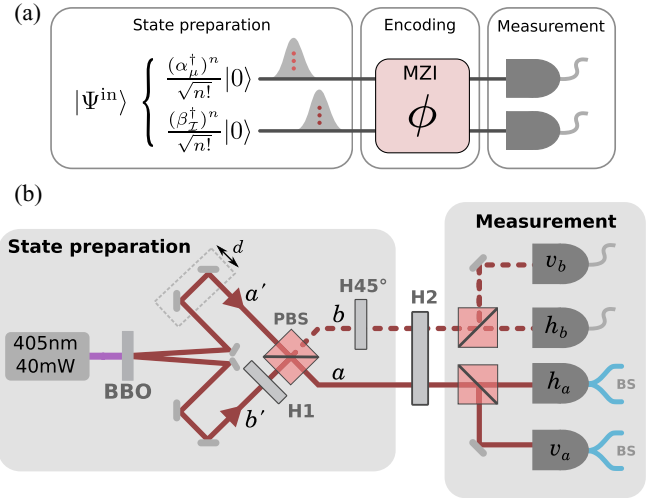 (a)
State preparation
Encoding
Measurement
|Ψ^in⟩ { (α_μ^†)^n / √n! |0⟩
(β_I^†)^n / √n! |0⟩
MZI
ϕ
(b)
State preparation
Measurement
d
a′
PBS
b
H45°
H2
v_b
h_b
405nm
40mW
BBO
a
h_a
BS
b′
H1
v_a
BS